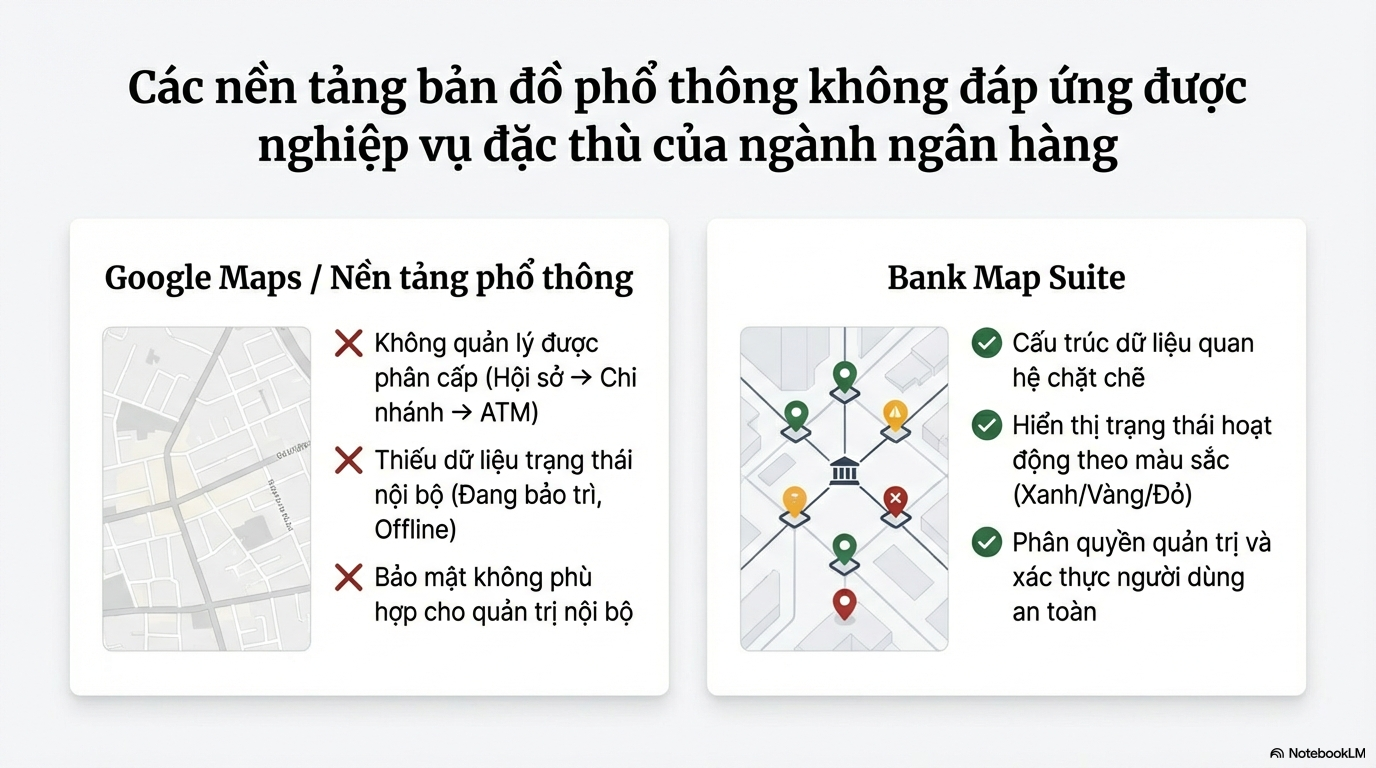 Các nền tảng bản đồ phổ thông không đáp ứng được
nghiệp vụ đặc thù của ngành ngân hàng
Google Maps / Nền tảng phổ thông
Không quản lý được
phân cấp (Hội sở → Chi
nhánh → ATM)
Thiếu dữ liệu trạng thái
nội bộ (Đang bảo trì,
Offline)
Bảo mật không phù
hợp cho quản trị nội bộ
Bank Map Suite
Cấu trúc dữ liệu quan
hệ chặt chẽ
Hiển thị trạng thái hoạt
động theo màu sắc
(Xanh/Vàng/Đỏ)
Phân quyền quản trị và
xác thực người dùng
an toàn
NotebookLM